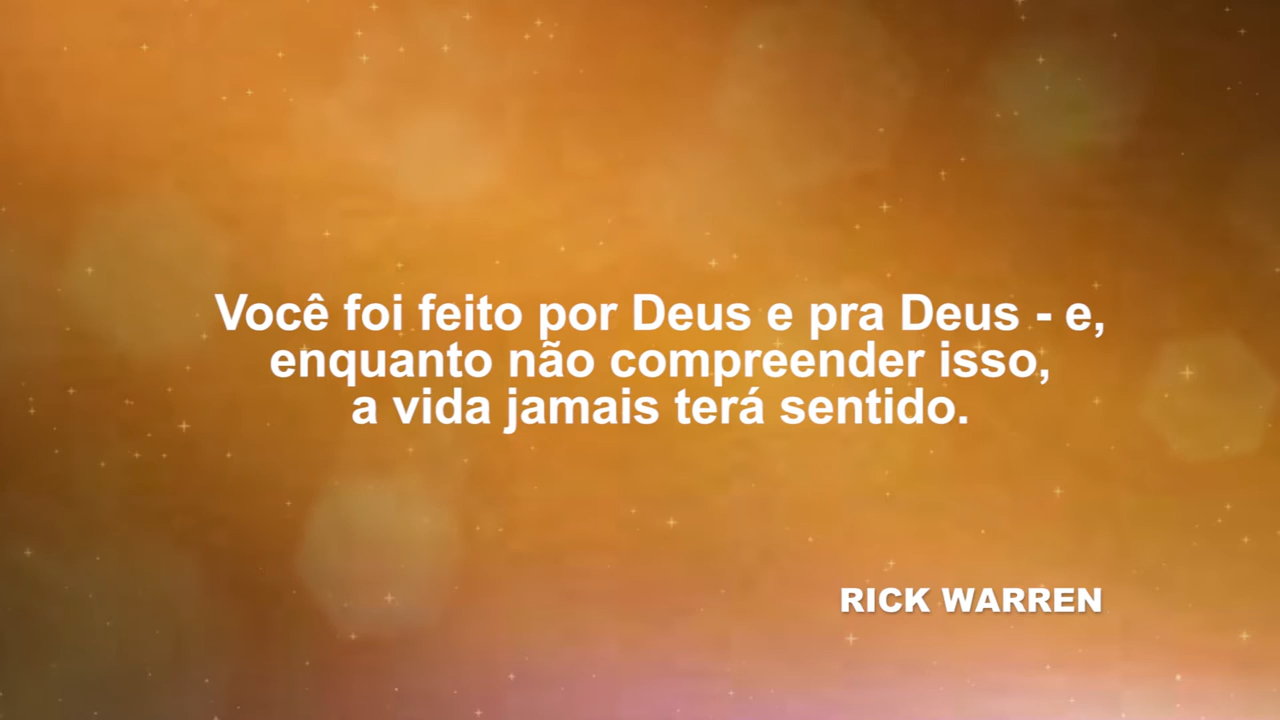 Você foi feito por Deus e pra Deus - e,
enquanto não compreender isso,
a vida jamais terá sentido.
RICK WARREN